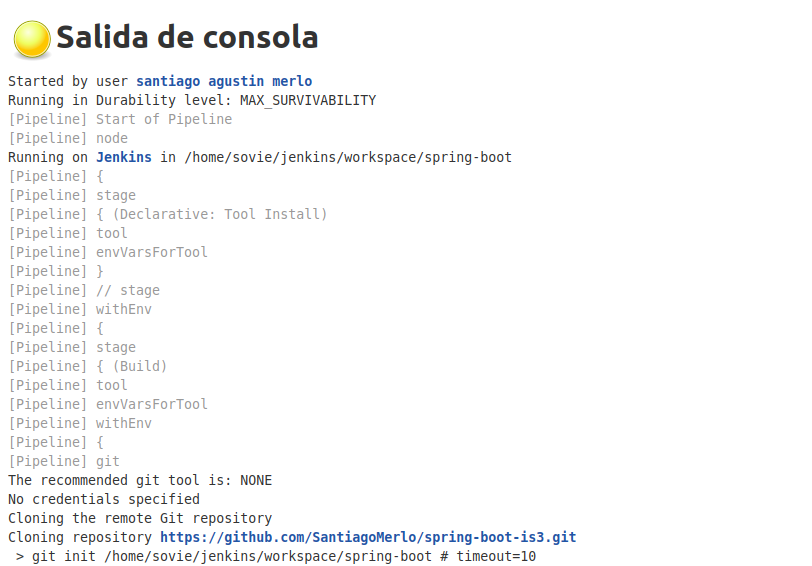 Salida de consola
Started by user santiago agustin merlo
Running in Durability level: MAX_SURVIVABILITY
[Pipeline] Start of Pipeline
[Pipeline] node
Running on Jenkins in /home/sovie/jenkins/workspace/spring-boot
[Pipeline] {
[Pipeline] stage
[Pipeline] { (Declarative: Tool Install)
[Pipeline] tool
[Pipeline] envVarsForTool
[Pipeline] }
[Pipeline] // stage
[Pipeline] withEnv
[Pipeline] {
[Pipeline] stage
[Pipeline] { (Build)
[Pipeline] tool
[Pipeline] envVarsForTool
[Pipeline] withEnv
[Pipeline] {
[Pipeline] git
The recommended git tool is: NONE
No credentials specified
Cloning the remote Git repository
Cloning repository https://github.com/SantiagoMerlo/spring-boot-is3.git
 > git init /home/sovie/jenkins/workspace/spring-boot # timeout=10